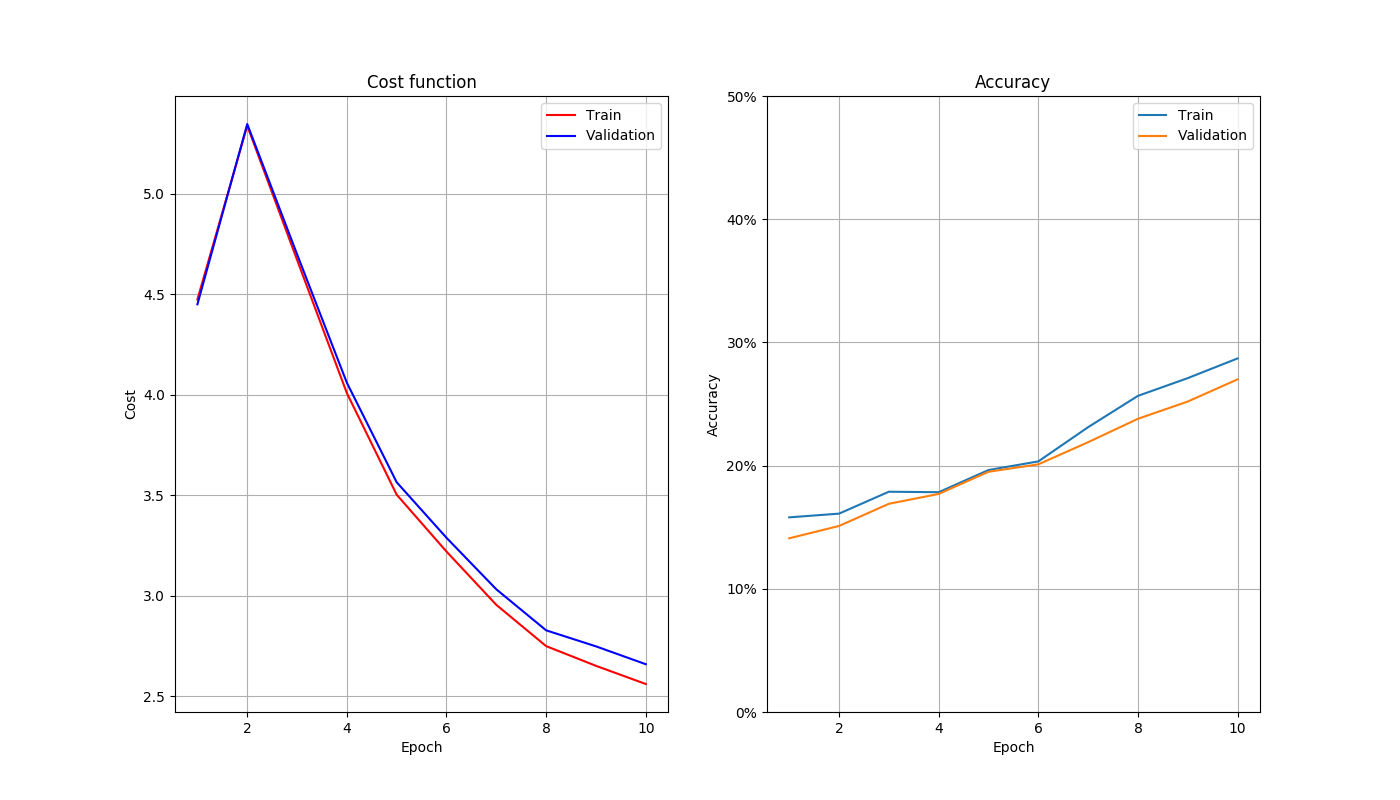 Cost function
Train
Validation
5.0
4.5
4.0
3.5
3.0
2.5
Cost
2 4 6 8 10
Epoch
Accuracy
Train
Validation
50%
40%
30%
20%
10%
0%
Accuracy
2 4 6 8 10
Epoch